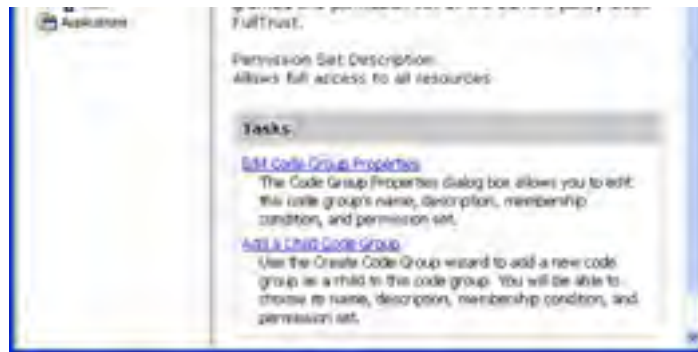 Applications
FullTrust.
Permission Set Description:
Allows full access to all resources
Tasks
Edit Code Group Properties
The Code Group Properties dialog box allows you to edit
this code group's name, description, membership
condition, and permission set.
Add a Child Code Group
Use the Create Code Group wizard to add a new code
group as a child to this code group. You will be able to
choose its name, description, membership condition, and
permission set.